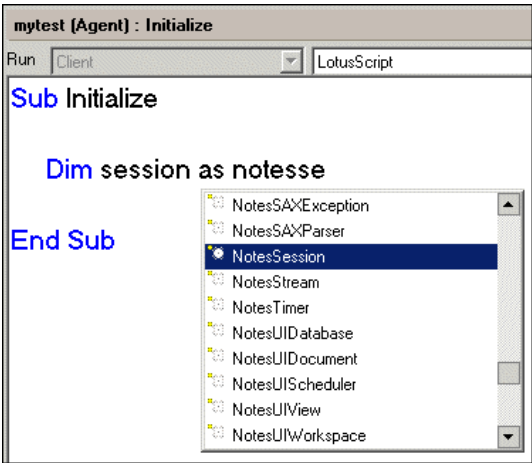 mytest (Agent) : Initialize
Run Client LotusScript
Sub Initialize
Dim session as notesse
NotesSAXException
NotesSAXParser
End Sub
NotesSession
NotesStream
NotesTimer
NotesUIDatabase
NotesUIDocument
NotesUIScheduler
NotesUIView
NotesUIWorkspace